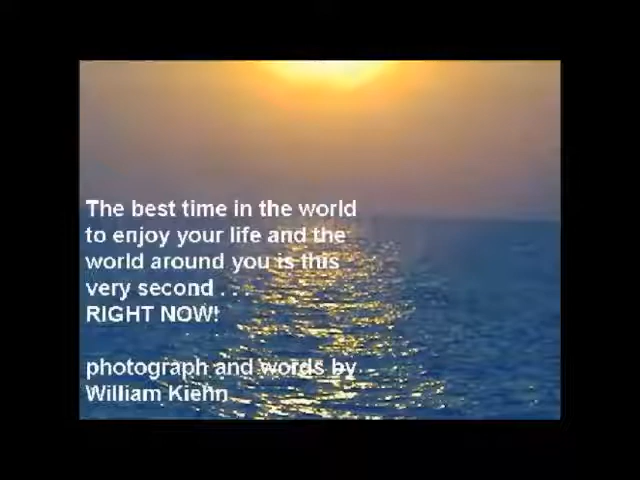 The best time in the world
to enjoy your life and the
world around you is this
very second . . .
RIGHT NOW!
photograph and words by
William Kiehn